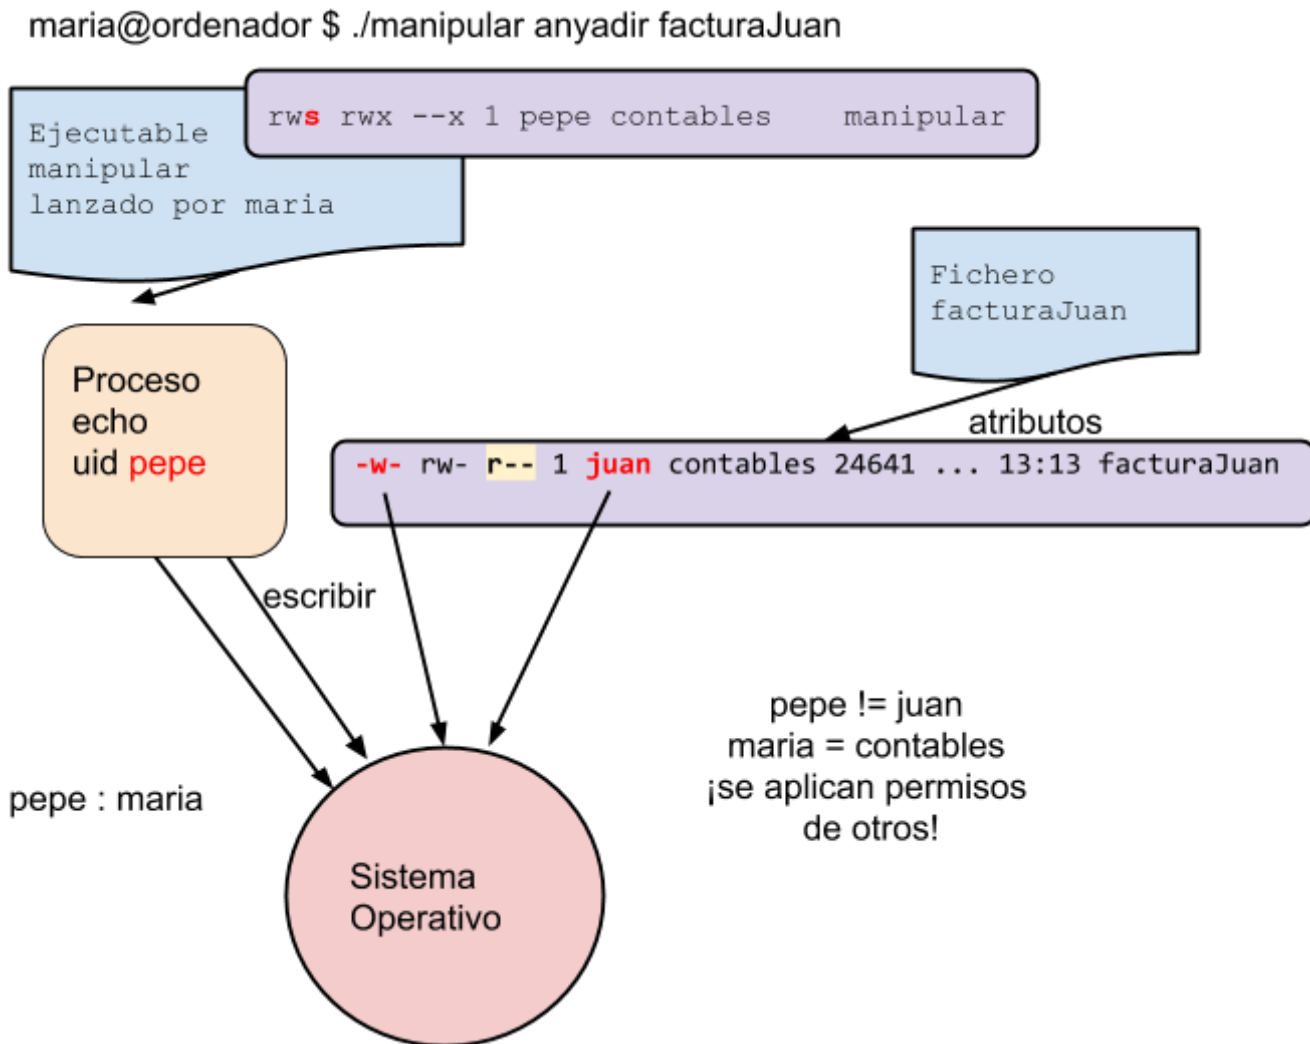 maria@ordenador $ ./manipular anyadir facturaJuan
rws rwx --x 1 pepe contables manipular
Ejecutable
manipular
lanzado por maria
Fichero
facturaJuan
Proceso
echo
uid pepe
atributos
-w- rw- r-- 1 juan contables 24641 ... 13:13 facturaJuan
escribir
pepe != juan
maria = contables
¡se aplican permisos
de otros!
pepe : maria
Sistema
Operativo